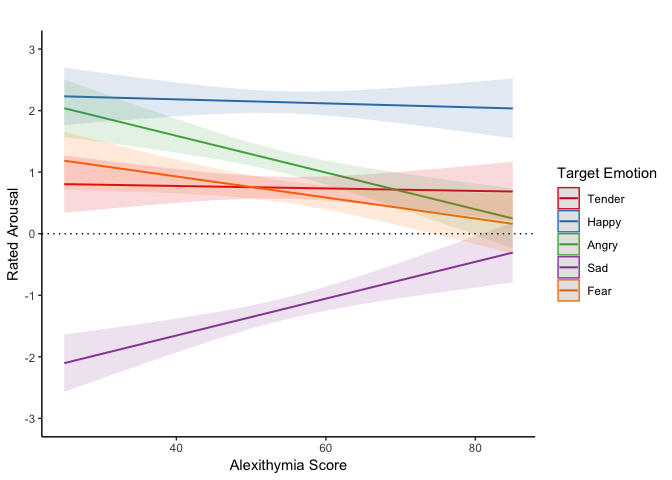 3
2
1
0
-1
-2
-3
Rated Arousal
40 60 80
Alexithymia Score
Target Emotion
Tender
Happy
Angry
Sad
Fear